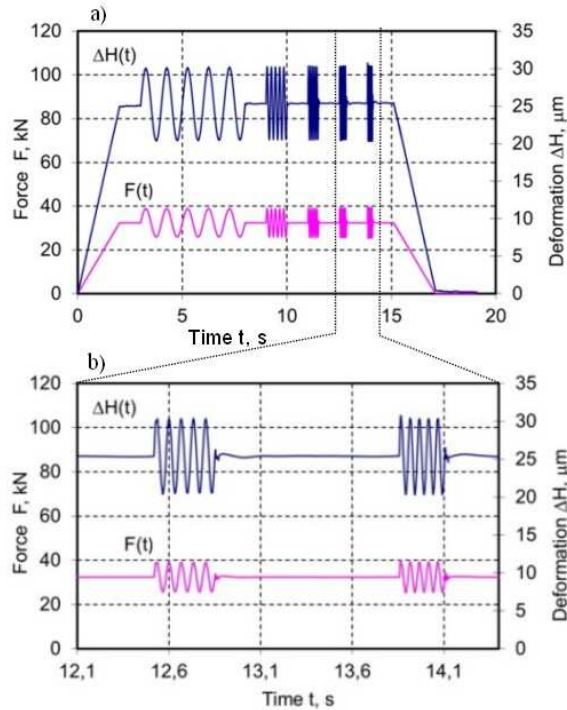 a)
120
100
80
60
40
20
0
Force F, kN
ΔH(t)
F(t)
35
30
25
20
15
10
5
0
Deformation ΔH, μm
0 5 10 15 20
Time t, s
b)
120
100
80
60
40
20
0
Force F, kN
ΔH(t)
F(t)
35
30
25
20
15
10
5
0
Deformation ΔH, μm
12,1 12,6 13,1 13,6 14,1
Time t, s